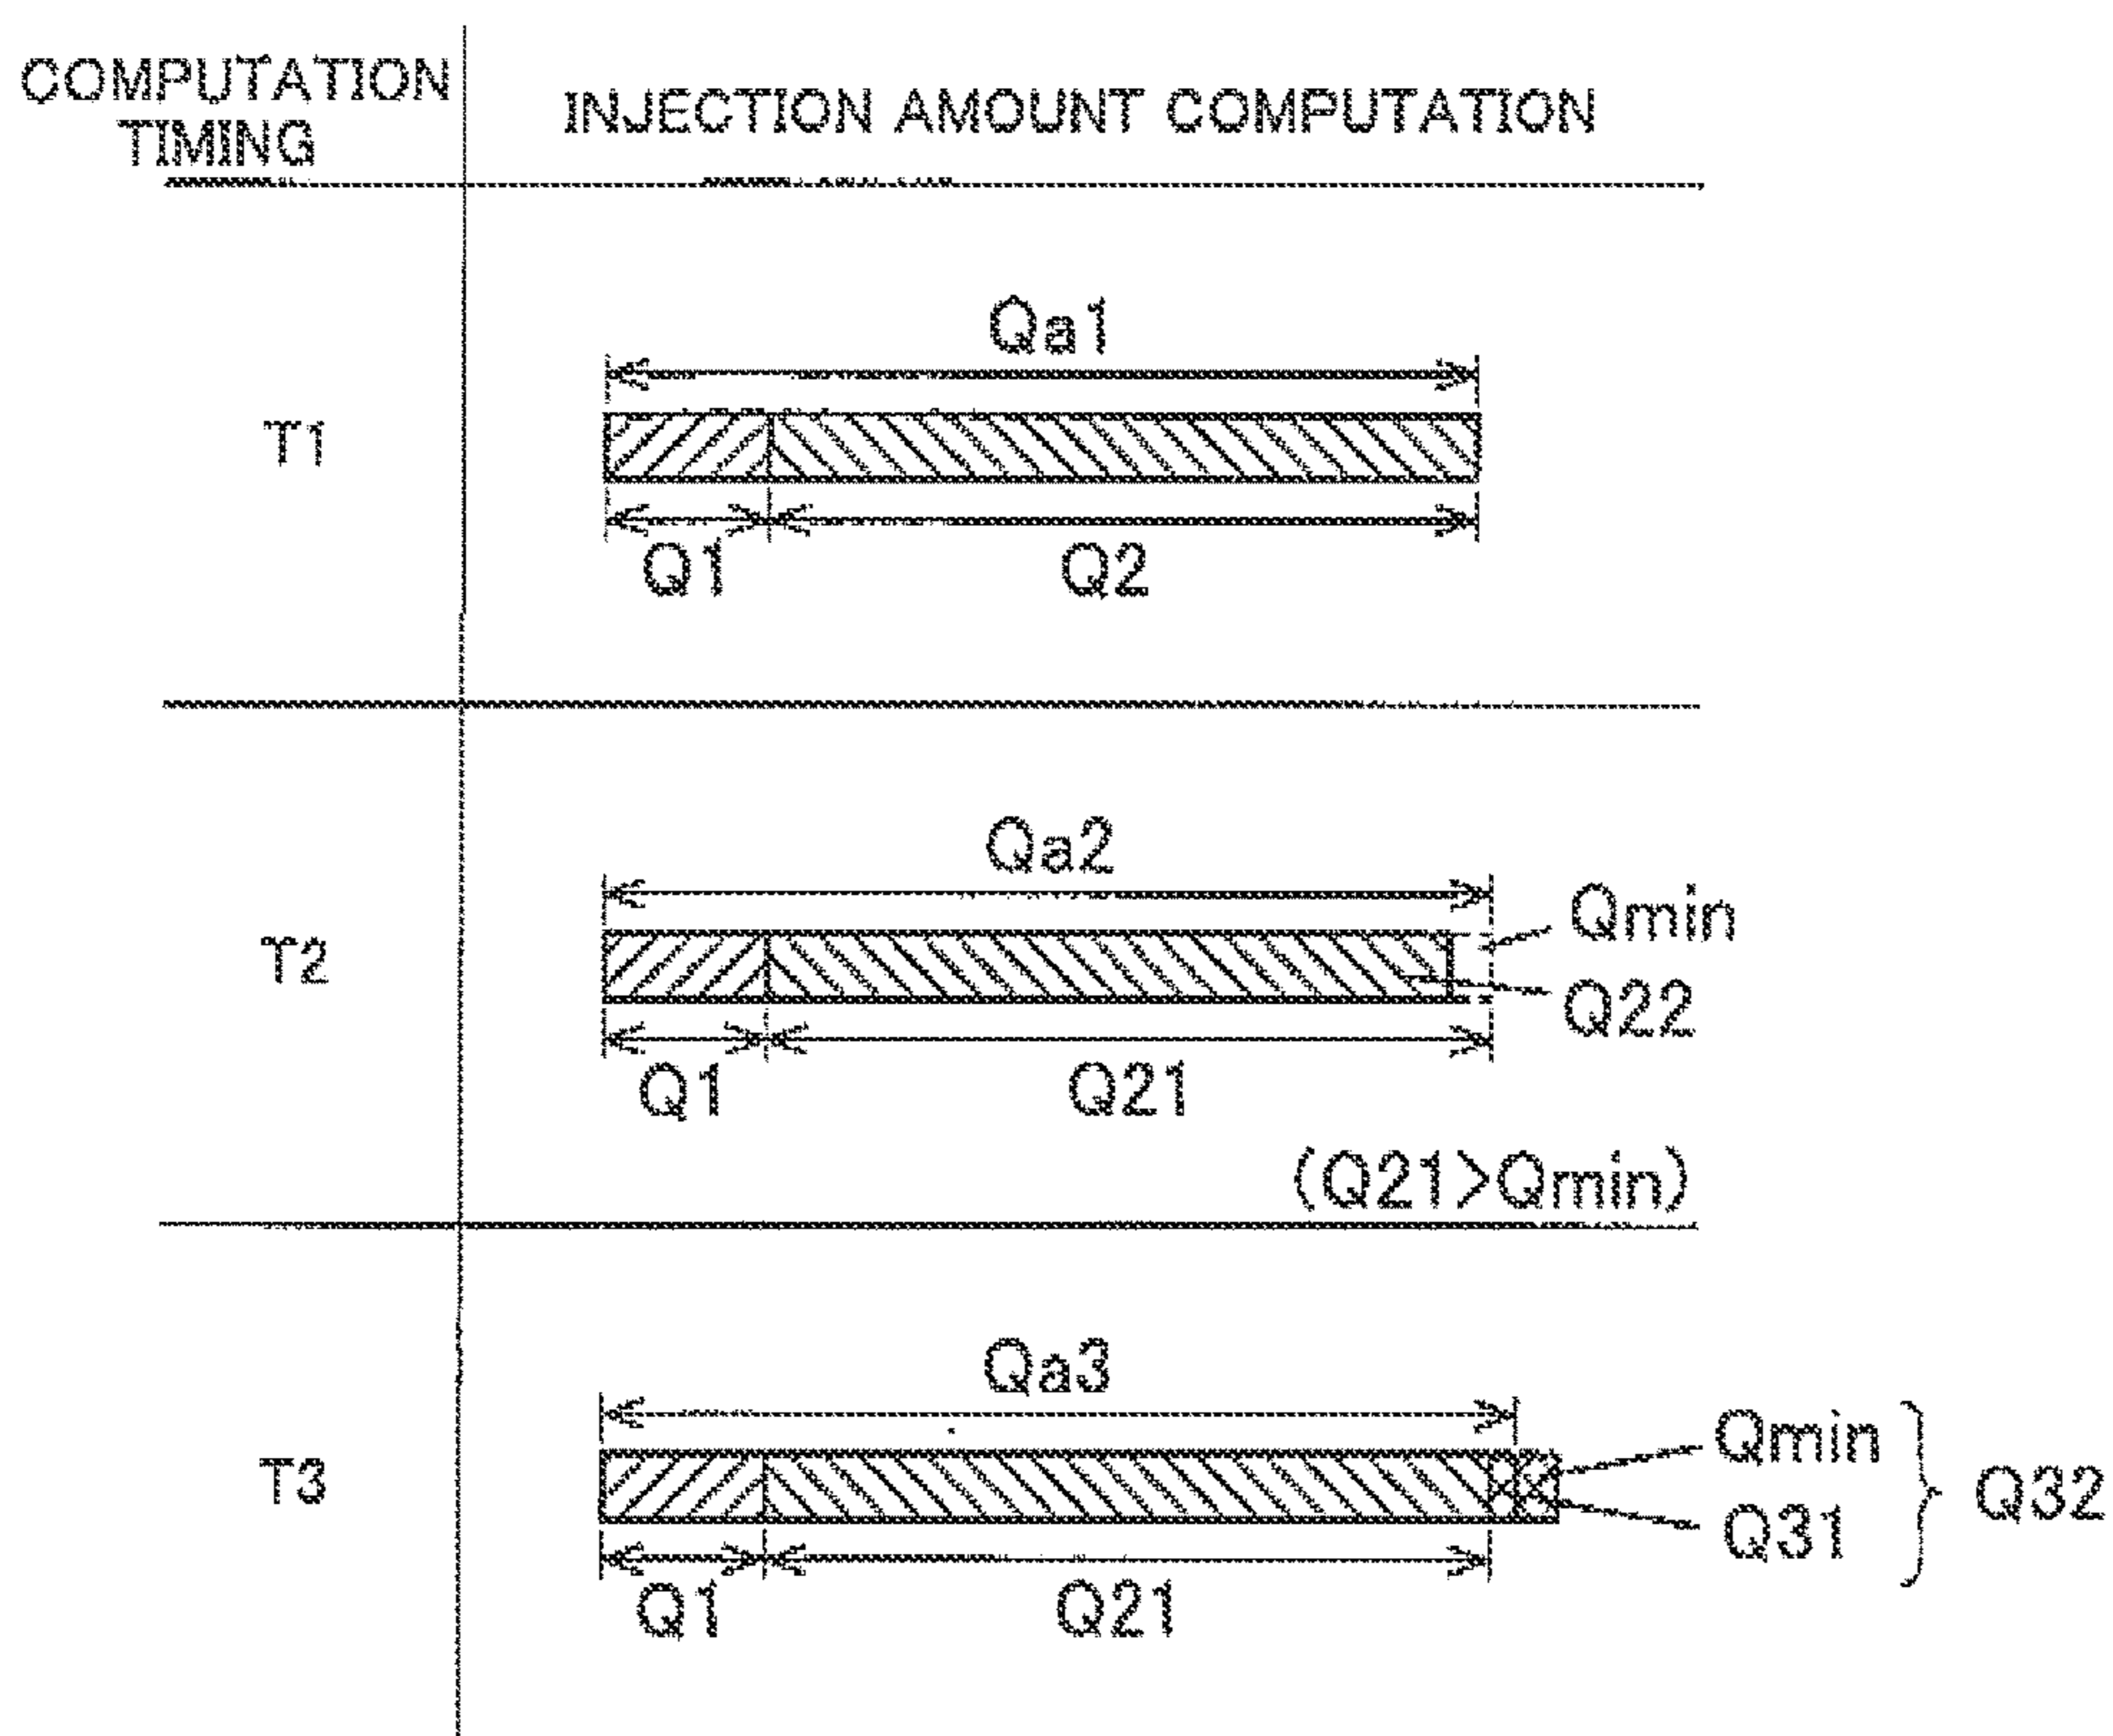 COMPUTATION
TIMING
INJECTION AMOUNT COMPUTATION
Qa1
T1
Q1
Q2
Qa2
Qmin
T2
Q22
Q1
Q21
(Q21>Qmin)
Qa3
Qmin
T3
Q32
Q31
Q1
Q21